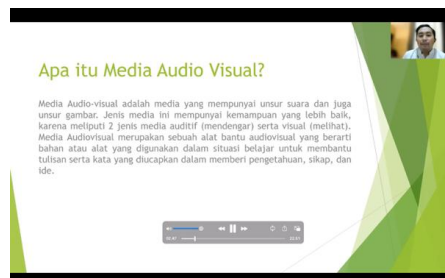 Apa itu Media Audio Visual?
Media Audio-visual adalah media yang mempunyai unsur suara dan juga
unsur gambar. Jenis media ini mempunyai kemampuan yang lebih baik,
karena meliputi 2 jenis media auditif (mendengar) serta visual (melihat).
Media Audiovisual merupakan sebuah alat bantu audiovisual yang berarti
bahan atau alat yang digunakan dalam situasi belajar untuk membantu
tulisan serta kata yang diucapkan dalam memberi pengetahuan, sikap, dan
ide.